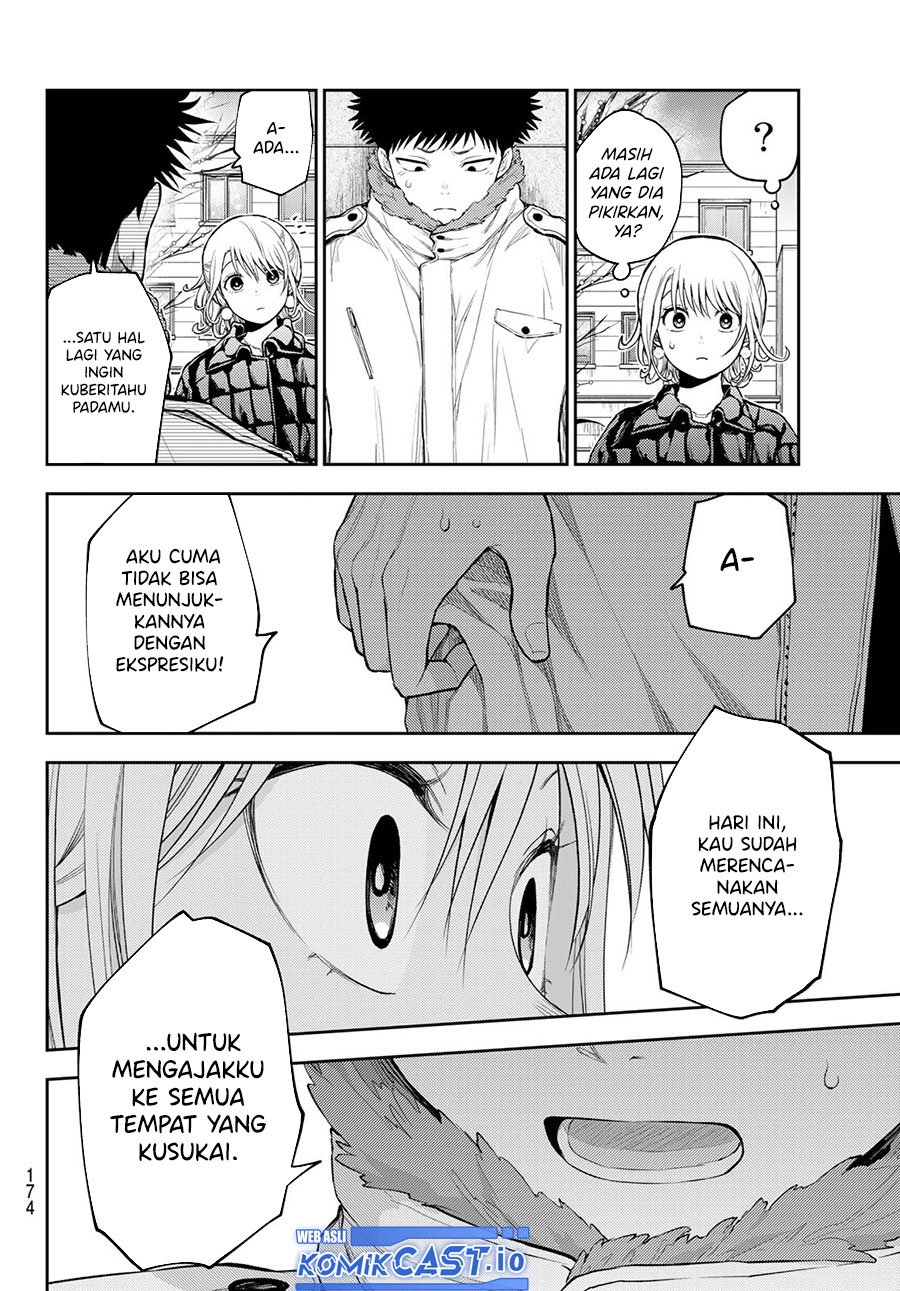 ?
MASIH
ADA LAGI
YANG DIA
PIKIRKAN,
YA?
A-
ADA...
...SATU HAL
LAGI YANG
INGIN
KUBERITAHU
PADAMU.
A-
AKU CUMA
TIDAK BISA
MENUNJUK-
KANNYA
DENGAN
EKSPRESIKU!
HARI INI,
KAU SUDAH
MERENCA-
NAKAN
SEMUANYA...
...UNTUK
MENGAJAKKU
KE SEMUA
TEMPAT YANG
KUSUKAI.
174
WEB ASLI
KOMIKCAST.io